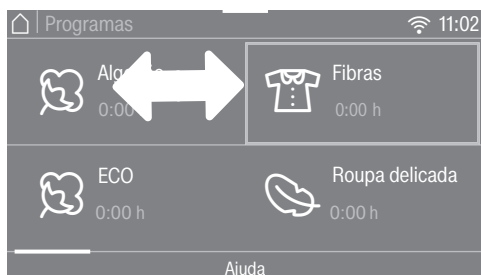 Programas
11:02
Fibras
0:00 h
ECO
0:00 h
Roupa delicada
0:00 h
Ajuda